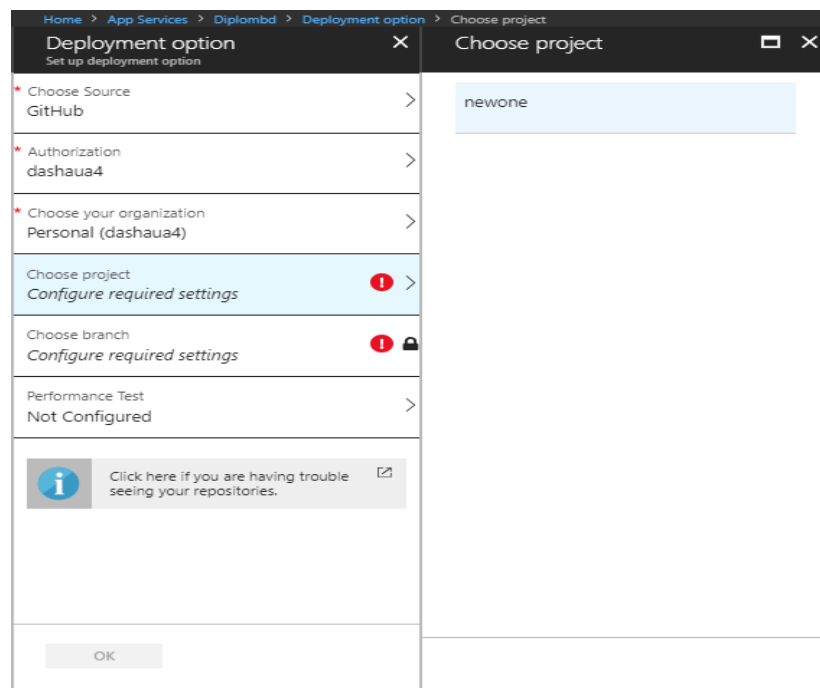 Home > App Services > Diplombd > Deployment option > Choose project
Deployment option
Set up deployment option
* Choose Source
GitHub
* Authorization
dashaua4
* Choose your organization
Personal (dashaua4)
Choose project
Configure required settings
Choose branch
Configure required settings
Performance Test
Not Configured
Click here if you are having trouble
seeing your repositories.
OK
Choose project
newone